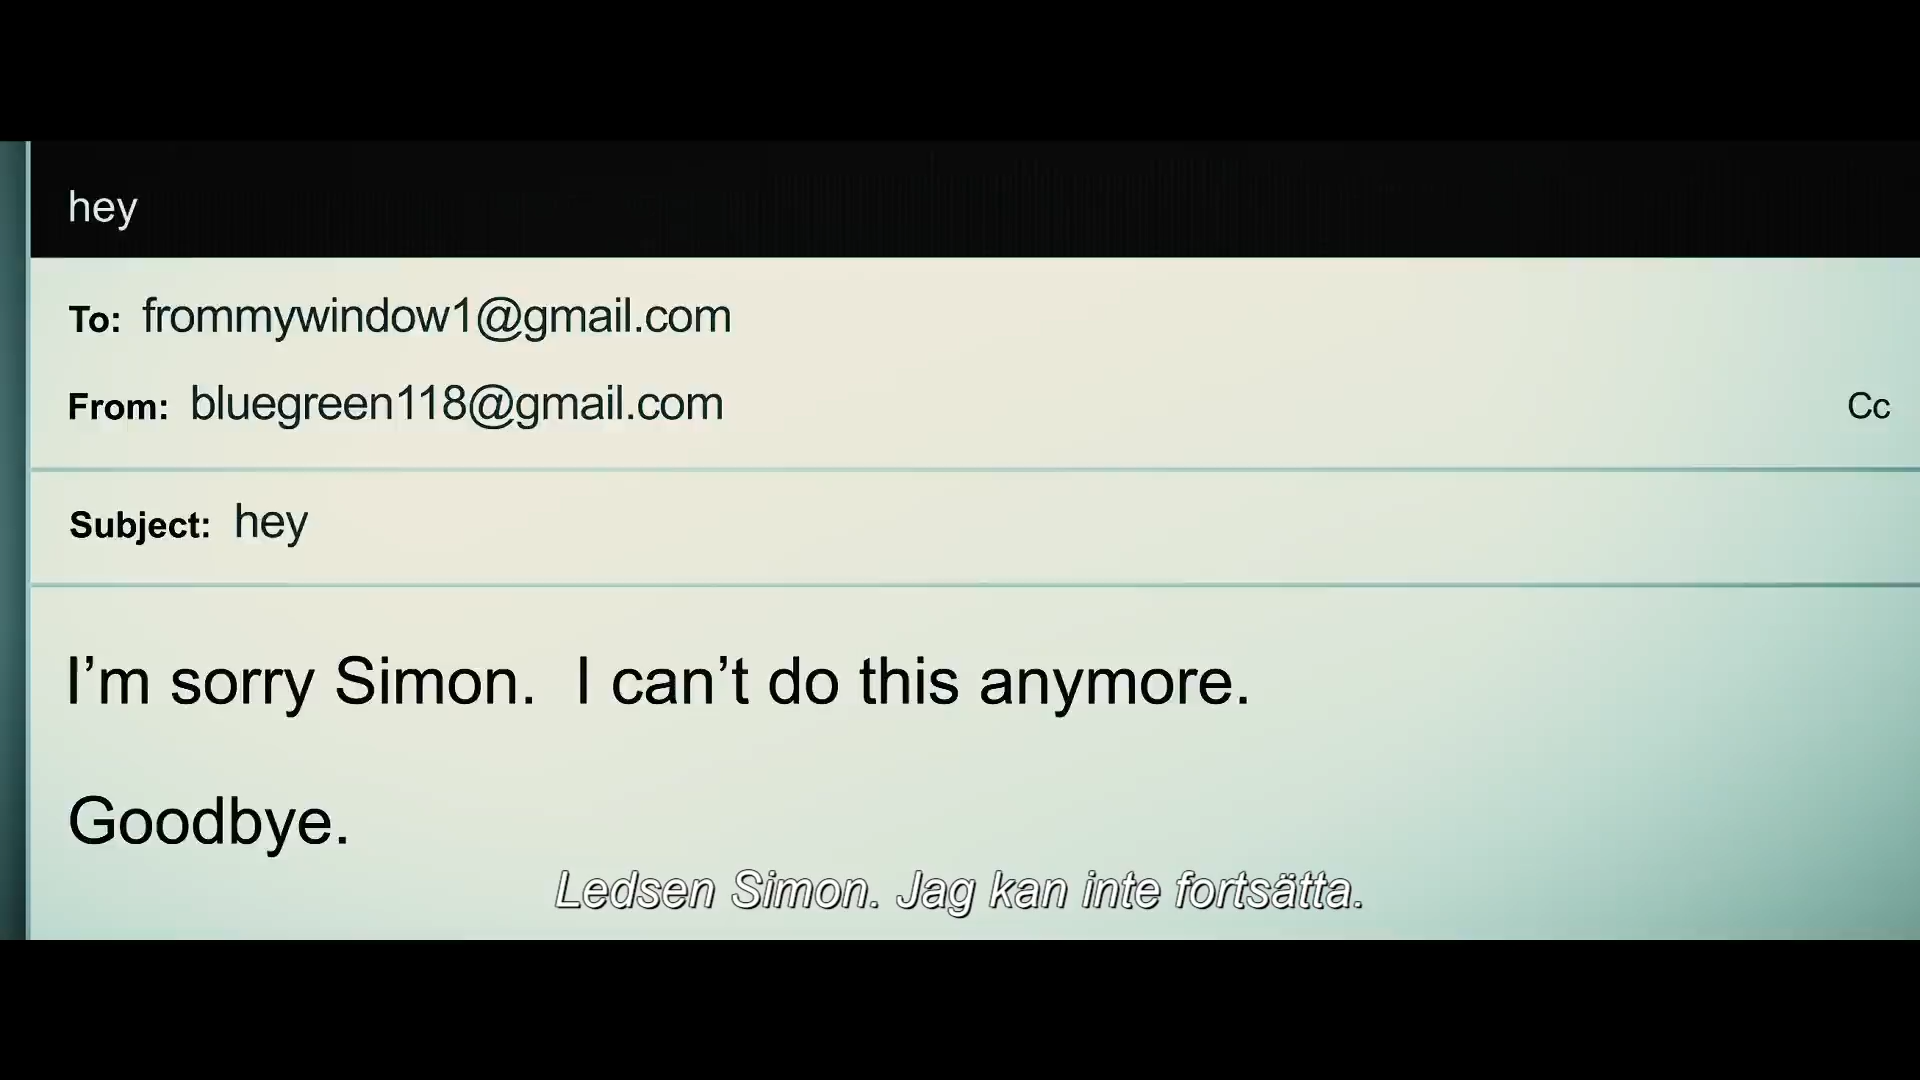 hey
To: frommywindow1@gmail.com
From: bluegreen118@gmail.com
Cc
Subject: hey
I’m sorry Simon.  I can’t do this anymore.
Goodbye.
Ledsen Simon. Jag kan inte fortsätta.